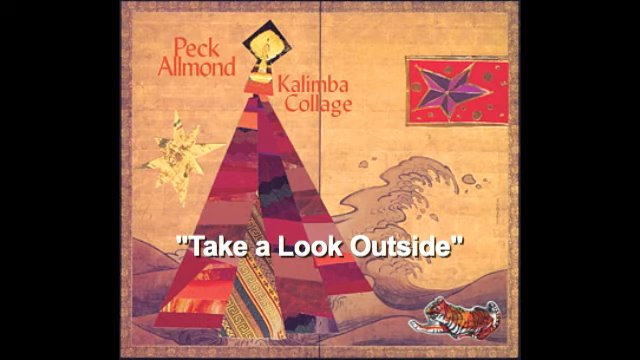 Peck
Allmond
Kalimba
Collage
"Take a Look Outside"